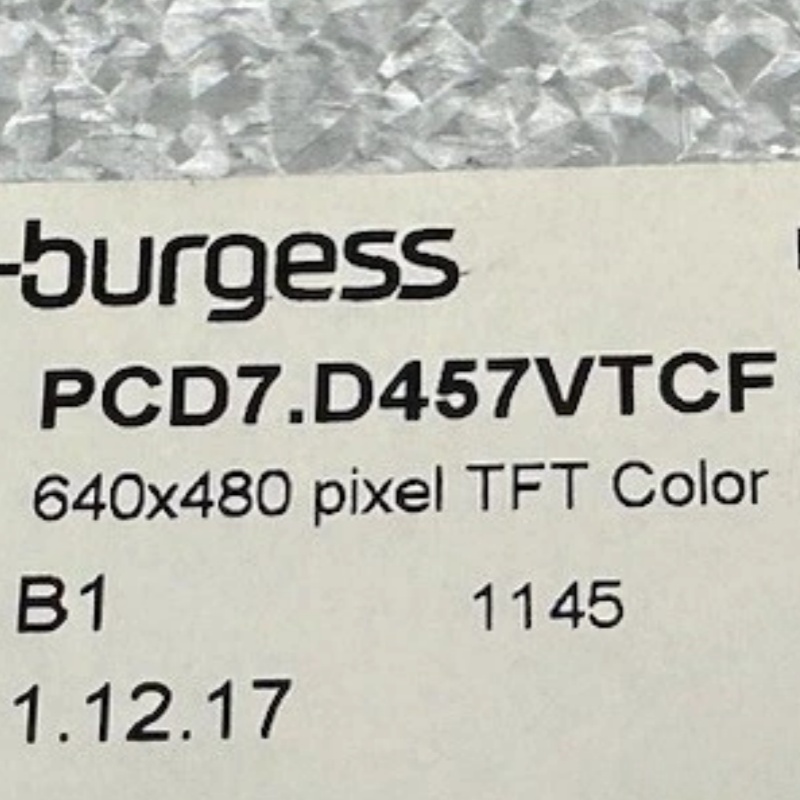 -burgess
PCD7.D457VTCF
640x480 pixel TFT Color
B1 1145
1.12.17